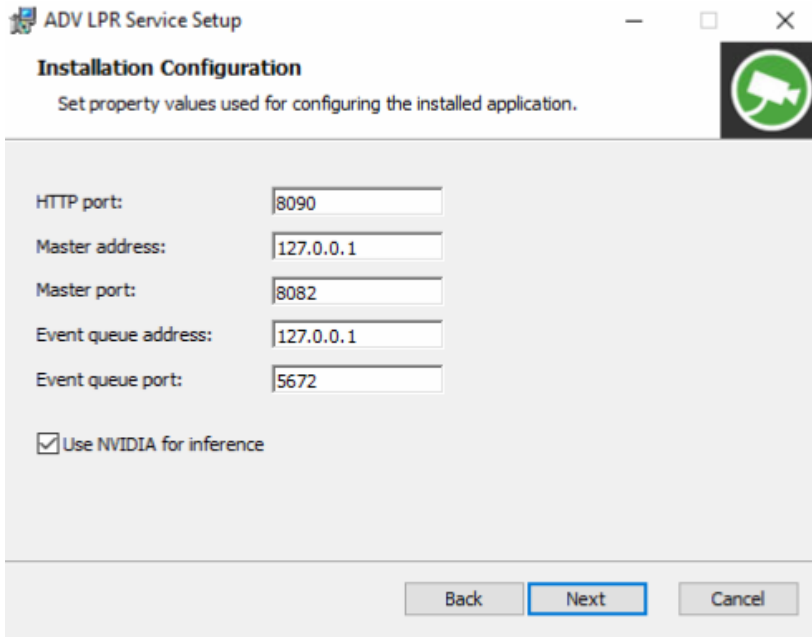 ADV LPR Service Setup
Installation Configuration
Set property values used for configuring the installed application.
HTTP port: 8090
Master address: 127.0.0.1
Master port: 8082
Event queue address: 127.0.0.1
Event queue port: 5672
Use NVIDIA for inference
Back Next Cancel